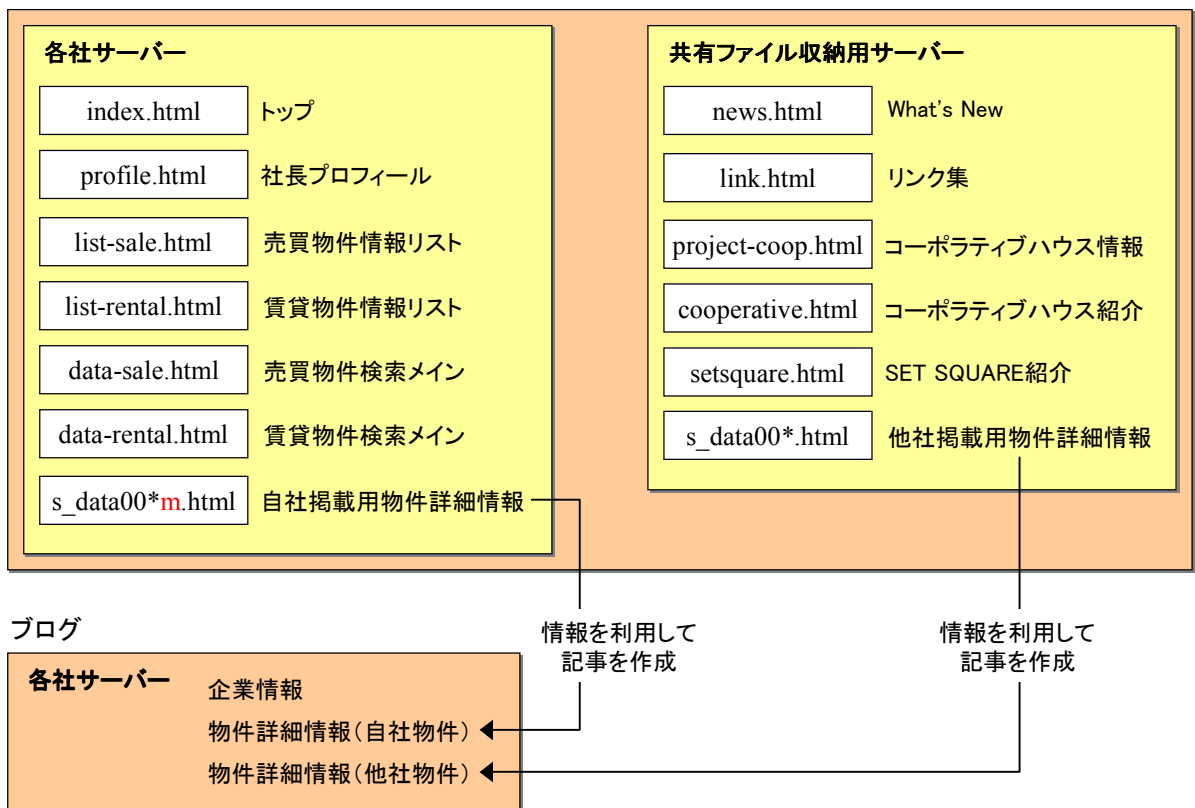 各社サーバー
index.html トップ
profile.html 社長プロフィール
list-sale.html 売買物件情報リスト
list-rental.html 賃貸物件情報リスト
data-sale.html 売買物件検索メイン
data-rental.html 賃貸物件検索メイン
s_data00*m.html 自社掲載用物件詳細情報
共有ファイル収納用サーバー
news.html What's New
link.html リンク集
project-coop.html コーポラティブハウス情報
cooperative.html コーポラティブハウス紹介
setsquare.html SET SQUARE紹介
s_data00*.html 他社掲載用物件詳細情報
情報を利用して
記事を作成
情報を利用して
記事を作成
ブログ
各社サーバー 企業情報
物件詳細情報（自社物件）
物件詳細情報（他社物件）